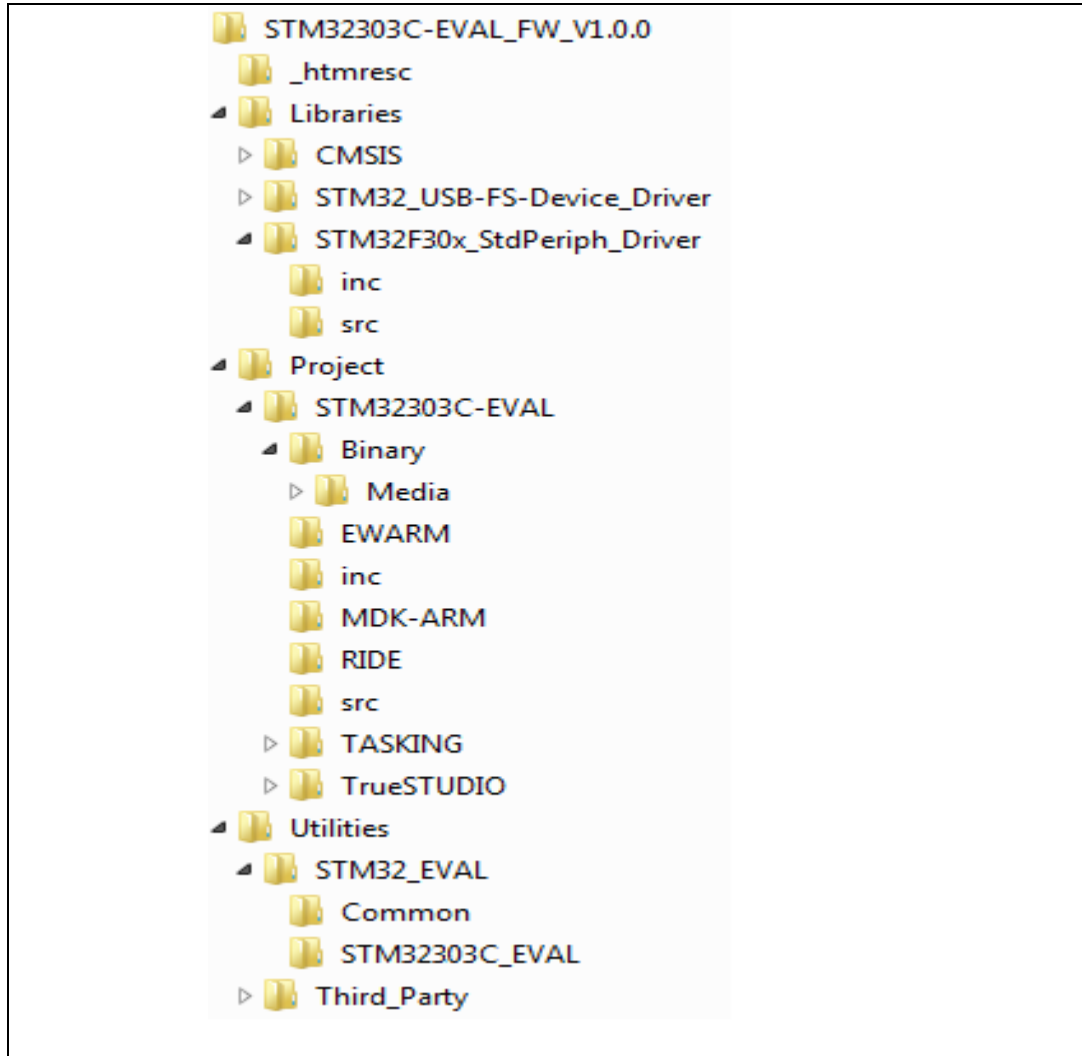 STM32303C-EVAL_FW_V1.0.0
_htmresc
Libraries
CMSIS
STM32_USB-FS-Device_Driver
STM32F30x_StdPeriph_Driver
inc
src
Project
STM32303C-EVAL
Binary
Media
EWARM
inc
MDK-ARM
RIDE
src
TASKING
TrueSTUDIO
Utilities
STM32_EVAL
Common
STM32303C_EVAL
Third_Party